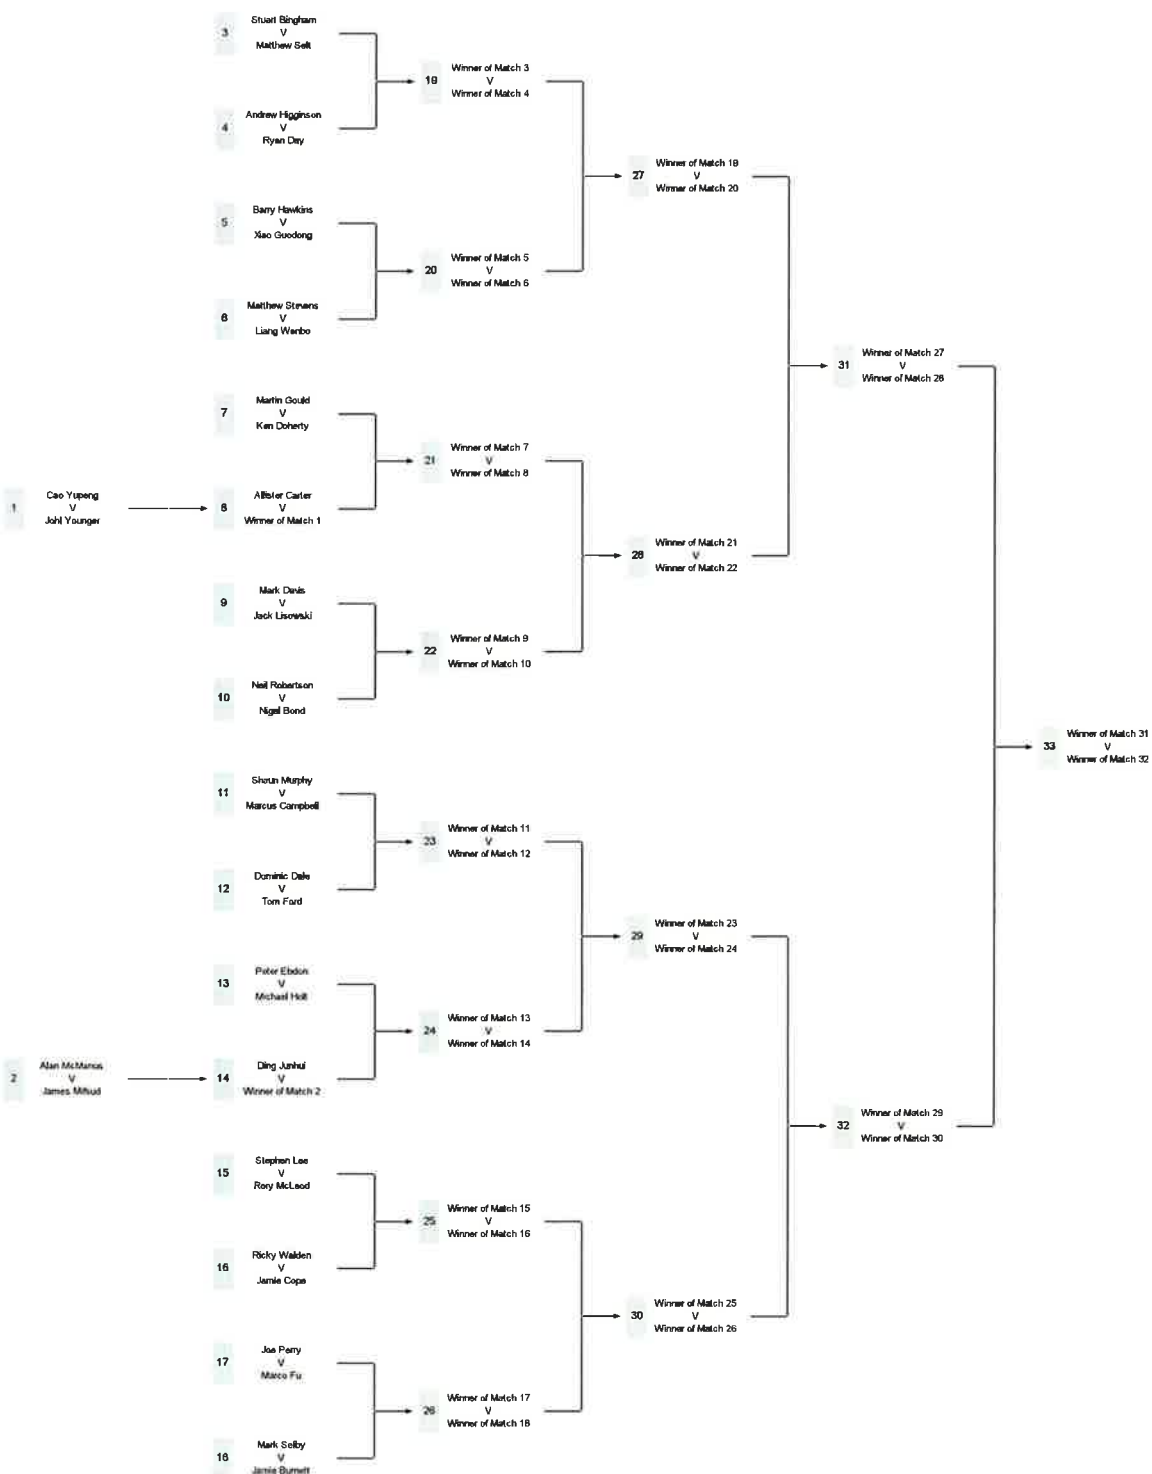 3
Stuart Bingham
V
Matthew Selt
4
Andrew Higginson
V
Ryan Day
5
Barry Hawkins
V
Xiao Guodong
6
Matthew Stevens
V
Liang Wenbo
7
Martin Gould
V
Ken Doherty
1
Cao Yupeng
V
Johl Younger
8
Allister Carter
V
Winner of Match 1
9
Mark Davis
V
Jack Lisowski
10
Neil Robertson
V
Nigel Bond
11
Shaun Murphy
V
Marcus Campbell
12
Dominic Dale
V
Tom Ford
13
Peter Ebdon
V
Michael Holt
2
Alan McManus
V
James Mifsud
14
Ding Junhui
V
Winner of Match 2
15
Stephen Lee
V
Rory McLeod
16
Ricky Walden
V
Jamie Cope
17
Joe Perry
V
Marco Fu
18
Mark Selby
V
Jamie Burnett
19
Winner of Match 3
V
Winner of Match 4
20
Winner of Match 5
V
Winner of Match 6
21
Winner of Match 7
V
Winner of Match 8
22
Winner of Match 9
V
Winner of Match 10
23
Winner of Match 11
V
Winner of Match 12
24
Winner of Match 13
V
Winner of Match 14
25
Winner of Match 15
V
Winner of Match 16
26
Winner of Match 17
V
Winner of Match 18
27
Winner of Match 19
V
Winner of Match 20
28
Winner of Match 21
V
Winner of Match 22
29
Winner of Match 23
V
Winner of Match 24
30
Winner of Match 25
V
Winner of Match 26
31
Winner of Match 27
V
Winner of Match 28
32
Winner of Match 29
V
Winner of Match 30
33
Winner of Match 31
V
Winner of Match 32